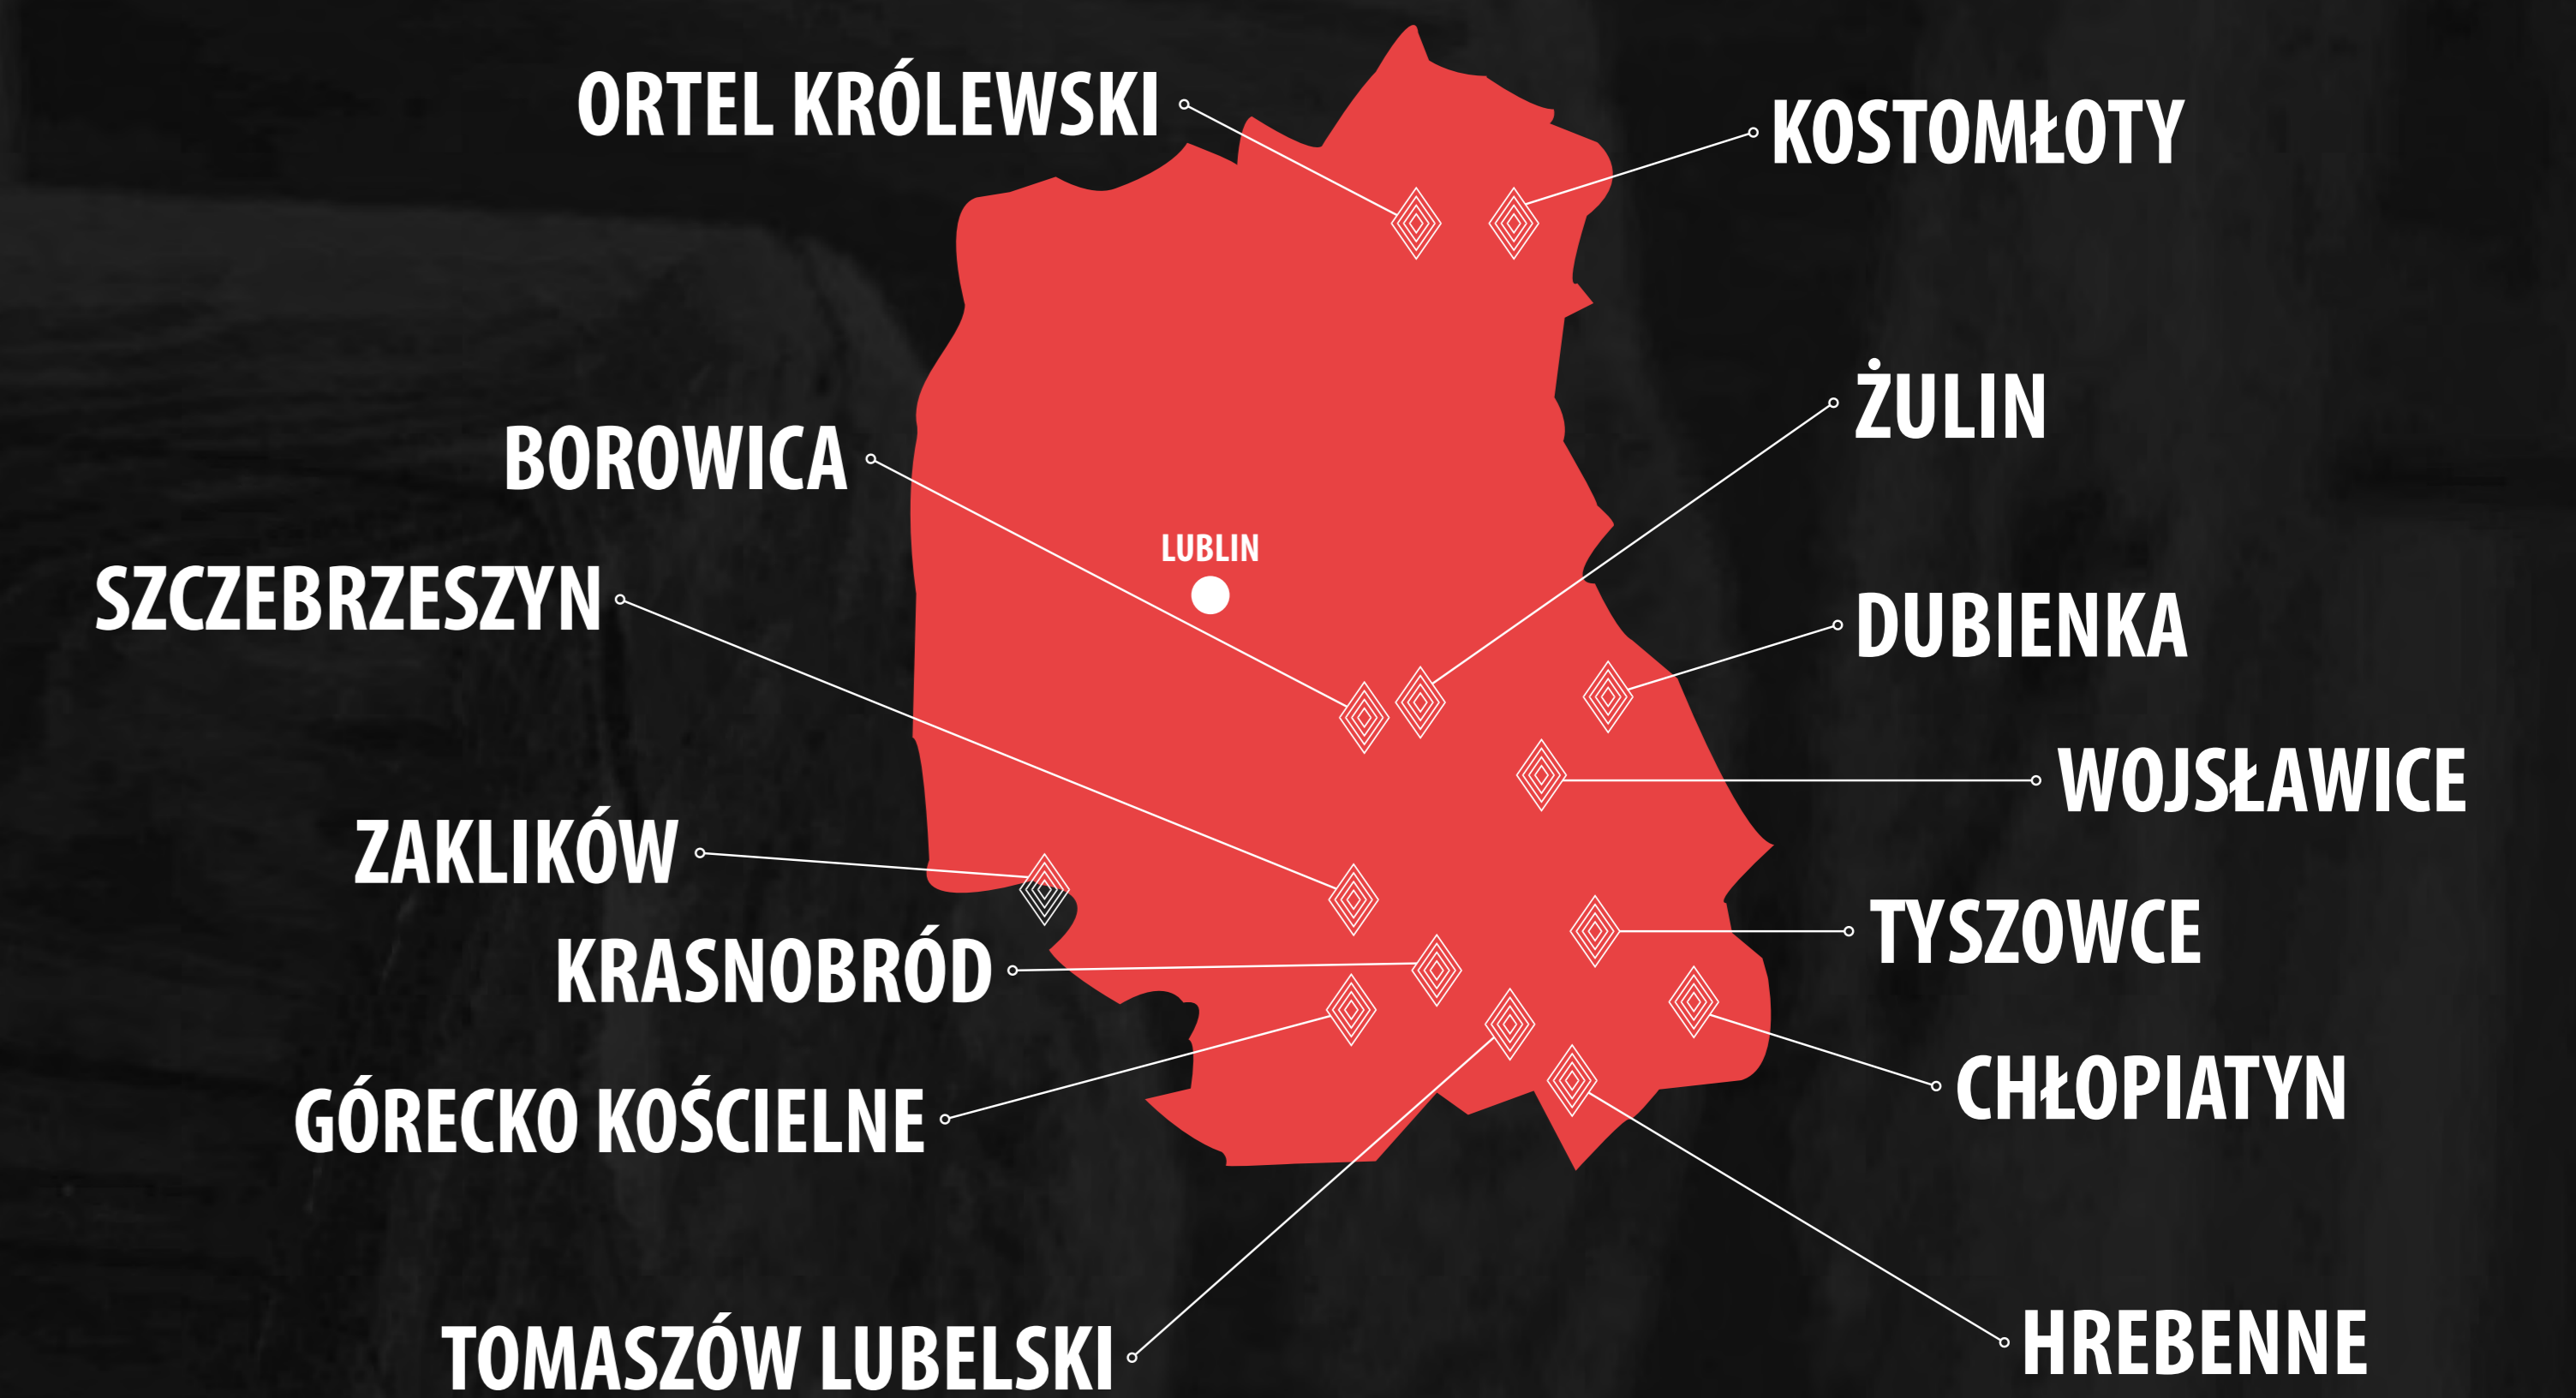 ORTEL KRÓLEWSKI
KOSTOMŁOTY
ŻULIN
BOROWICA
LUBLIN
SZCZEBRZESZYN
DUBIENKA
WOJSŁAWICE
ZAKLIKÓW
TYSZOWCE
KRASNOBRÓD
CHŁOPIATYN
GÓRECKO KOŚCIELNE
HREBENNE
TOMASZÓW LUBELSKI